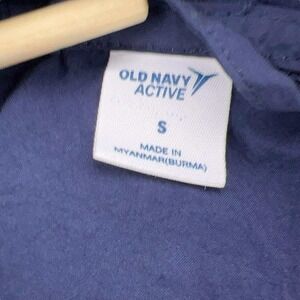 OLD NAVY
ACTIVE
S
MADE IN
MYANMAR(BURMA)